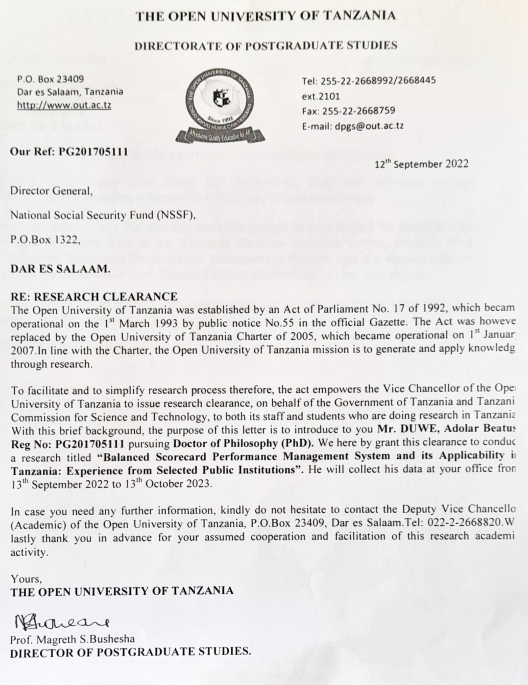 THE OPEN UNIVERSITY OF TANZANIA
DIRECTORATE OF POSTGRADUATE STUDIES
P.O. Box 23409
Dar es Salaam, Tanzania
http://www.out.ac.tz
Tel: 255-22-2668992/2668445
ext.2101
Fax: 255-22-2668759
E-mail: dpgs@out.ac.tz
Our Ref: PG201705111
12th September 2022
Director General,
National Social Security Fund (NSSF),
P.O.Box 1322,
DAR ES SALAAM.
RE: RESEARCH CLEARANCE
The Open University of Tanzania was established by an Act of Parliament No. 17 of 1992, which becam
operational on the 1st March 1993 by public notice No.55 in the official Gazette. The Act was howeve
replaced by the Open University of Tanzania Charter of 2005, which became operational on 1st Januar
2007.In line with the Charter, the Open University of Tanzania mission is to generate and apply knowledg
through research.
To facilitate and to simplify research process therefore, the act empowers the Vice Chancellor of the Ope
University of Tanzania to issue research clearance, on behalf of the Government of Tanzania and Tanzani
Commission for Science and Technology, to both its staff and students who are doing research in Tanzania
With this brief background, the purpose of this letter is to introduce to you Mr. DUWE, Adolar Beatus
Reg No: PG201705111 pursuing Doctor of Philosophy (PhD). We here by grant this clearance to conduc
a research titled “Balanced Scorecard Performance Management System and its Applicability i
Tanzania: Experience from Selected Public Institutions”. He will collect his data at your office fron
13th September 2022 to 13th October 2023.
In case you need any further information, kindly do not hesitate to contact the Deputy Vice Chancello
(Academic) of the Open University of Tanzania, P.O.Box 23409, Dar es Salaam.Tel: 022-2-2668820.W
lastly thank you in advance for your assumed cooperation and facilitation of this research academi
activity.
Yours,
THE OPEN UNIVERSITY OF TANZANIA
Prof. Magreth S.Bushesha
DIRECTOR OF POSTGRADUATE STUDIES.